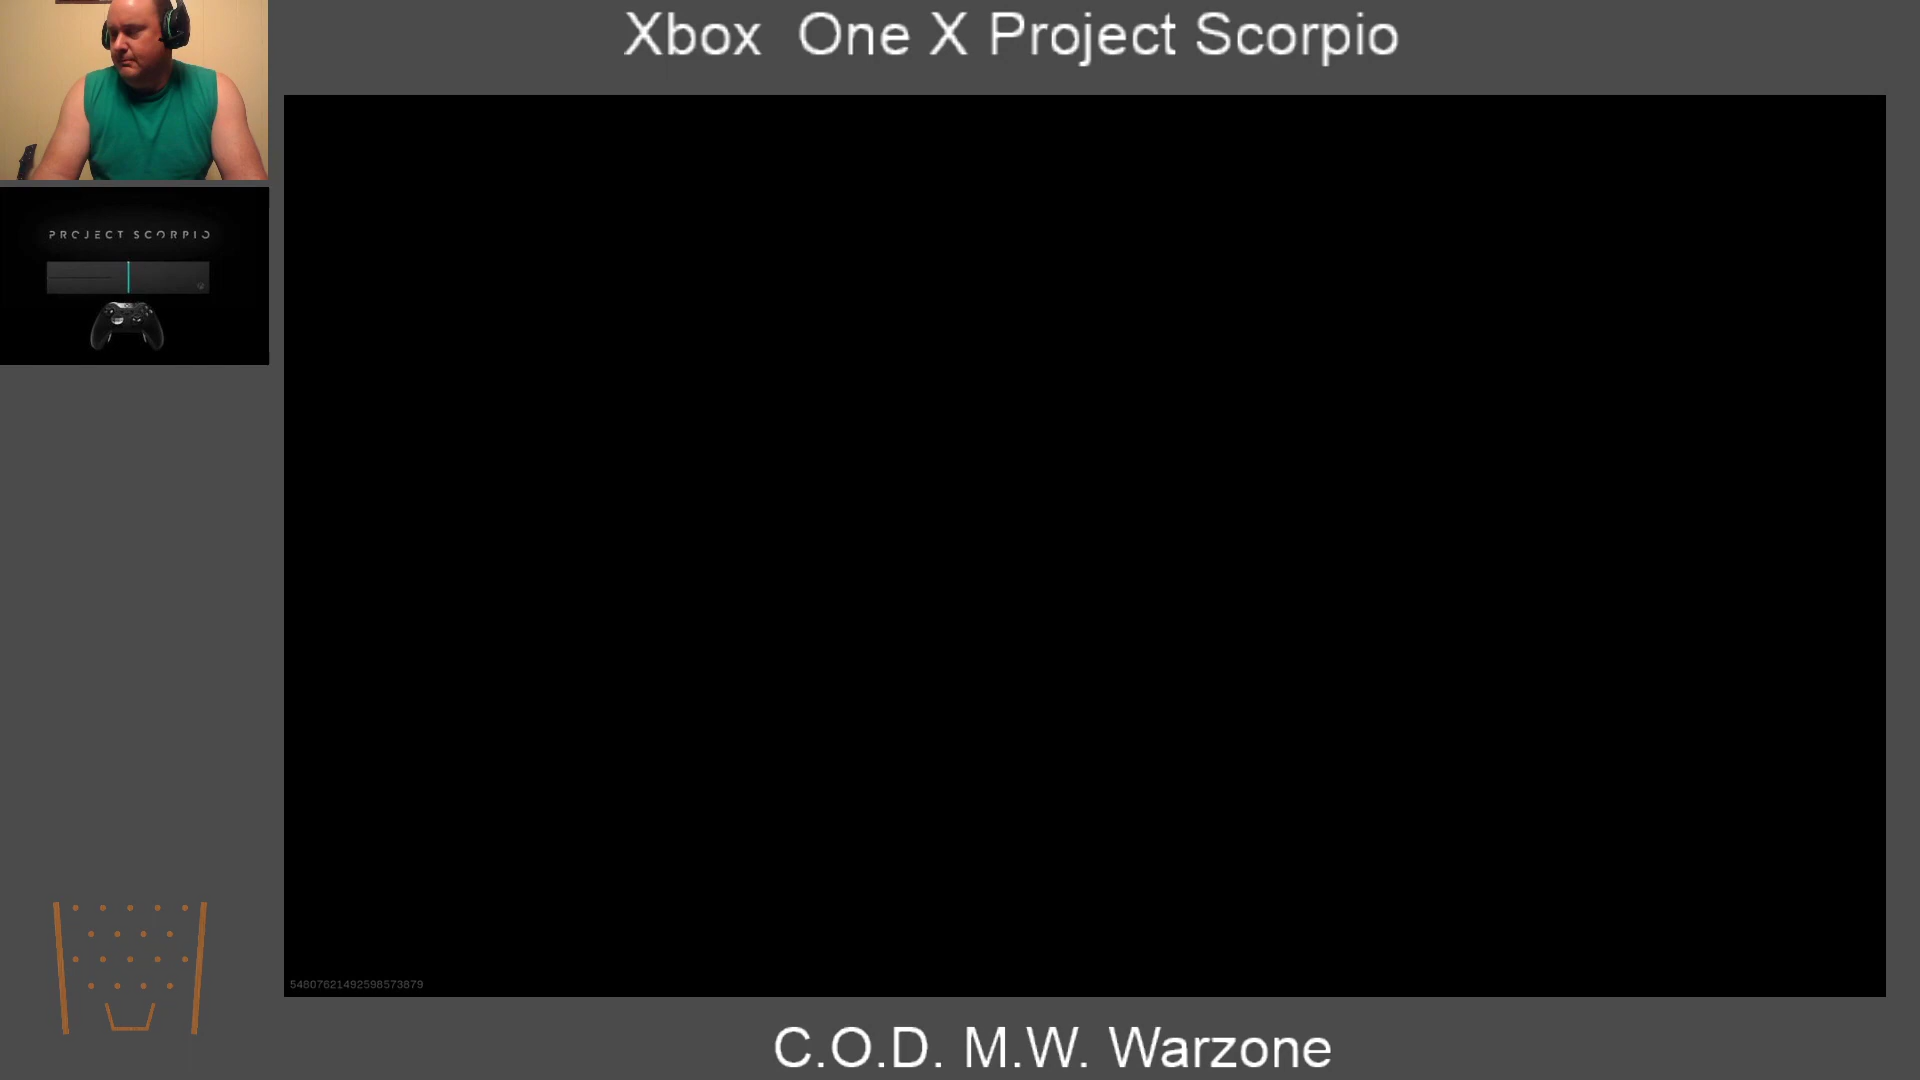 Xbox One X Project Scorpio
PROJECT SCORPIO
54807621492598573879
C.O.D. M.W. Warzone